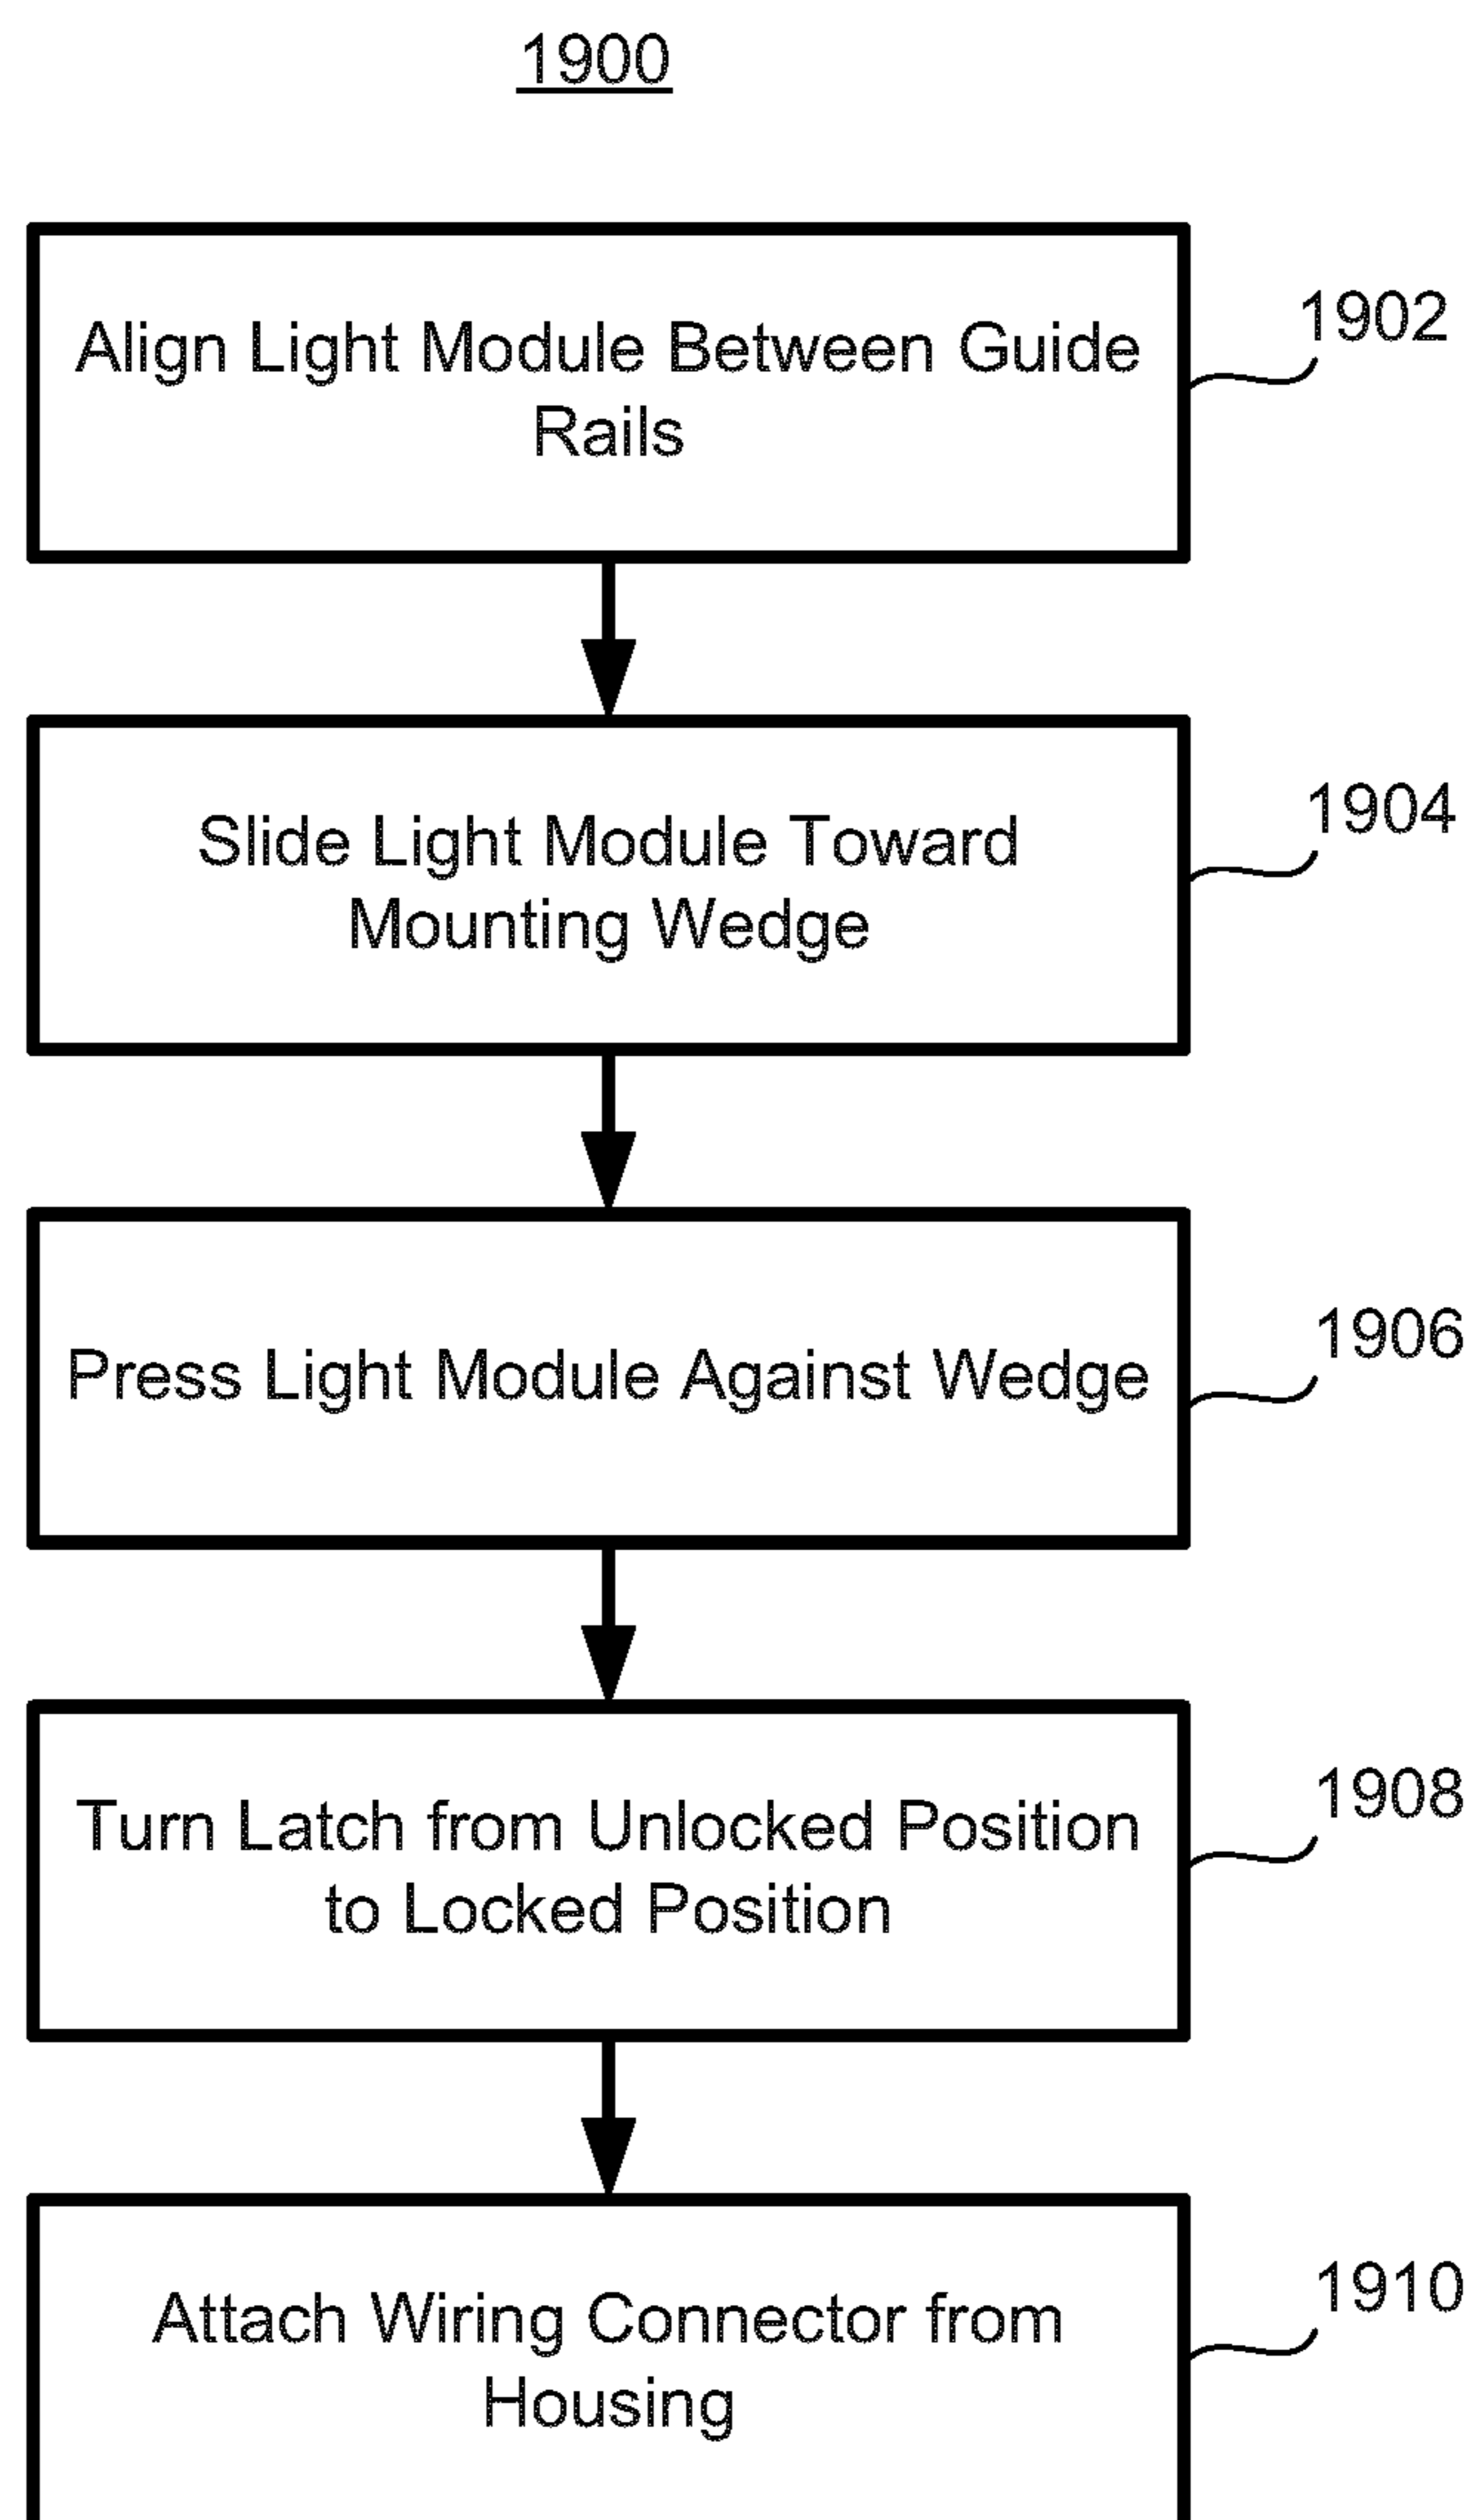 1900
Align Light Module Between Guide
Rails
1902
Slide Light Module Toward
Mounting Wedge
1904
Press Light Module Against Wedge
1906
Turn Latch from Unlocked Position
to Locked Position
1908
Attach Wiring Connector from
Housing
1910